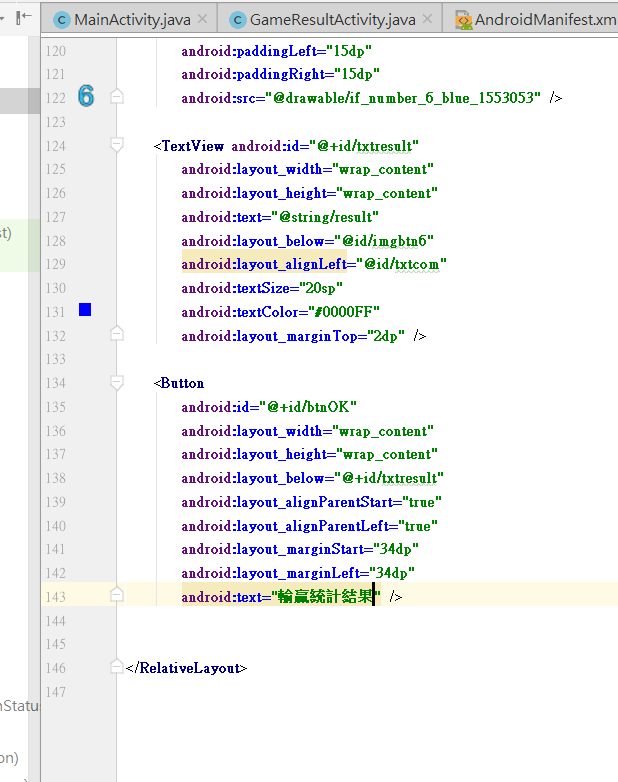 MainActivity.java
GameResultActivity.java
AndroidManifest.xm
120 android:paddingLeft="15dp"
121 android:paddingRight="15dp"
122 android:src="@drawable/if_number_6_blue_1553053" />
123
124 <TextView android:id="@+id/txtresult"
125 android:layout_width="wrap_content"
126 android:layout_height="wrap_content"
127 android:text="@string/result"
128 android:layout_below="@id/imgbtn6"
129 android:layout_alignLeft="@id/txtcom"
130 android:textSize="20sp"
131 android:textColor="#0000FF"
132 android:layout_marginTop="2dp" />
133
134 <Button
135 android:id="@+id/btnOK"
136 android:layout_width="wrap_content"
137 android:layout_height="wrap_content"
138 android:layout_below="@+id/txtresult"
139 android:layout_alignParentStart="true"
140 android:layout_alignParentLeft="true"
141 android:layout_marginStart="34dp"
142 android:layout_marginLeft="34dp"
143 android:text="輸贏統計結果" />
144
145
146 </RelativeLayout>
147
st)
nStatu
on)